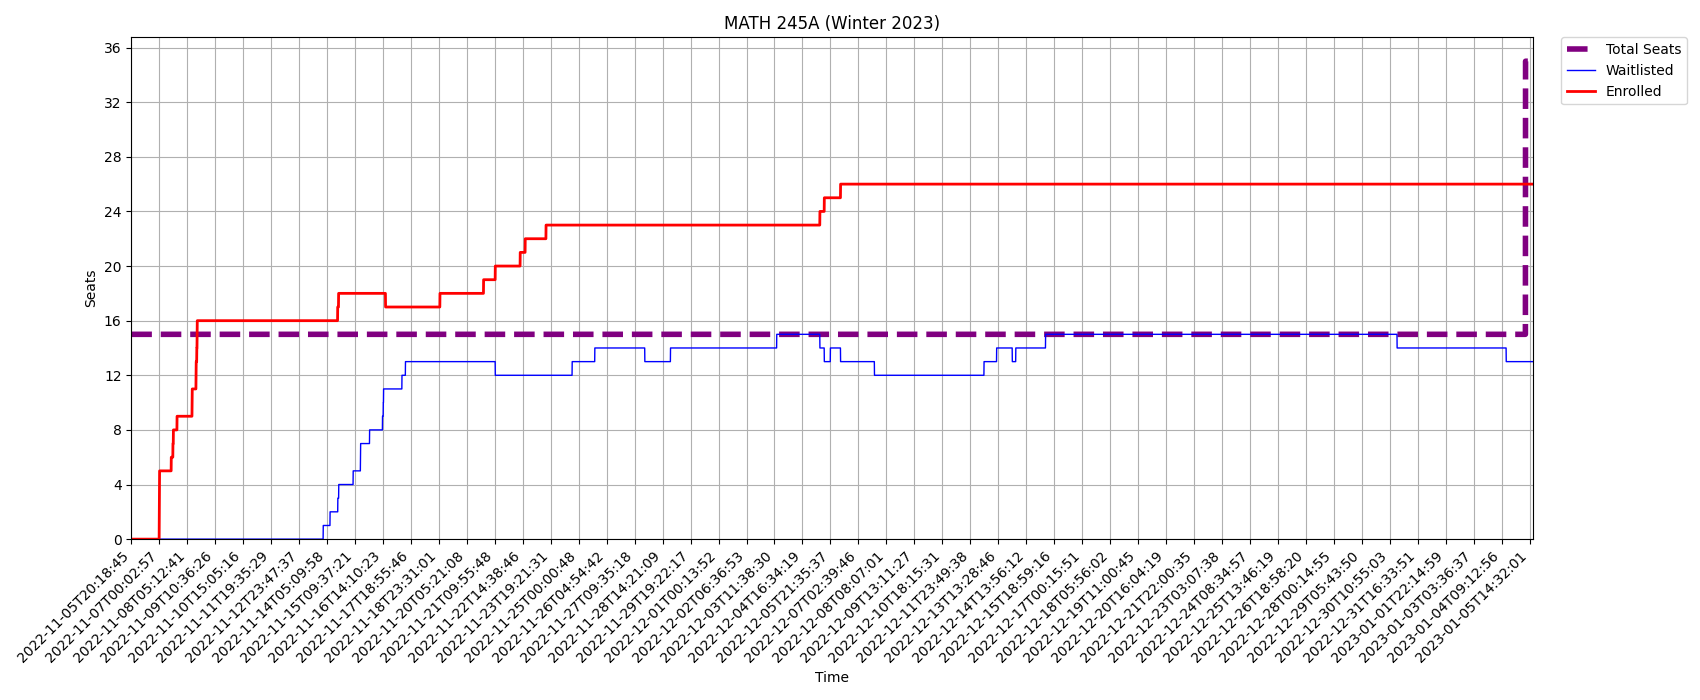 MATH 245A (Winter 2023)
Total Seats
Waitlisted
Enrolled
36
32
28
24
20
16
12
8
4
0
Seats
2022-11-05T20:18:45
2022-11-07T00:02:57
2022-11-08T05:12:41
2022-11-09T10:36:26
2022-11-10T15:05:16
2022-11-11T19:35:29
2022-11-12T23:47:37
2022-11-14T05:09:58
2022-11-15T09:37:21
2022-11-16T14:10:23
2022-11-17T18:55:46
2022-11-18T23:31:01
2022-11-20T05:21:08
2022-11-21T09:55:48
2022-11-22T14:38:46
2022-11-23T19:21:31
2022-11-25T00:00:48
2022-11-26T04:54:42
2022-11-27T09:35:18
2022-11-28T14:21:09
2022-11-29T19:22:17
2022-12-01T00:13:52
2022-12-02T06:36:53
2022-12-03T11:38:30
2022-12-04T16:34:19
2022-12-05T21:35:37
2022-12-07T02:39:46
2022-12-08T08:07:01
2022-12-09T13:11:27
2022-12-10T18:15:31
2022-12-11T23:49:38
2022-12-13T13:28:46
2022-12-14T13:56:12
2022-12-15T18:59:16
2022-12-17T00:15:51
2022-12-18T05:56:02
2022-12-19T11:00:45
2022-12-20T16:04:19
2022-12-21T22:00:35
2022-12-23T03:07:38
2022-12-24T08:34:57
2022-12-25T13:46:19
2022-12-26T18:58:20
2022-12-28T00:14:55
2022-12-29T05:43:50
2022-12-30T10:55:03
2022-12-31T16:33:51
2023-01-01T22:14:59
2023-01-03T03:36:37
2023-01-04T09:12:56
2023-01-05T14:32:01
Time